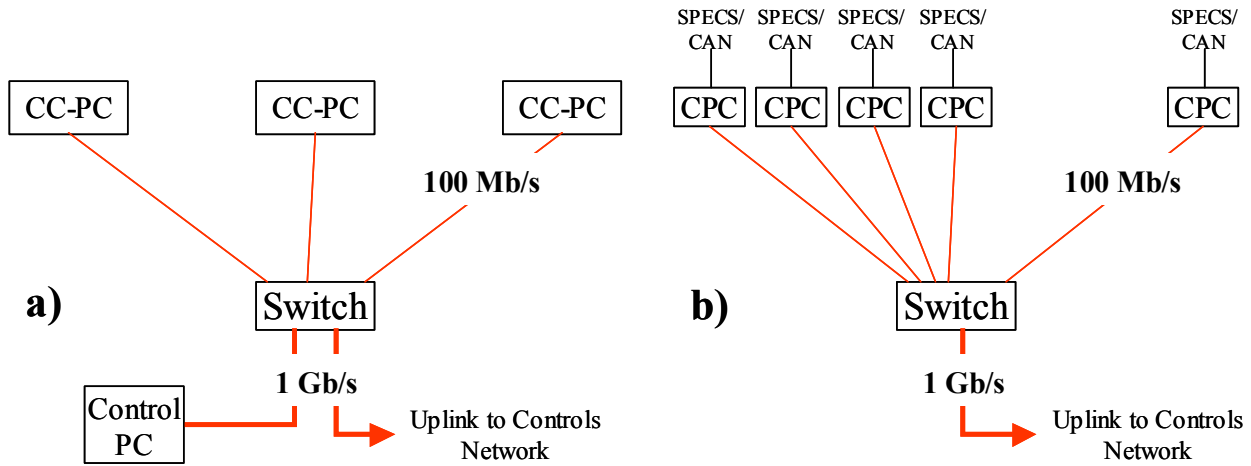 CC-PC
CC-PC
CC-PC
100 Mb/s
a)
Switch
1 Gb/s
Control
PC
Uplink to Controls
Network
SPECS/
CAN
SPECS/
CAN
SPECS/
CAN
SPECS/
CAN
SPECS/
CAN
CPC
CPC
CPC
CPC
CPC
100 Mb/s
b)
Switch
1 Gb/s
Uplink to Controls
Network